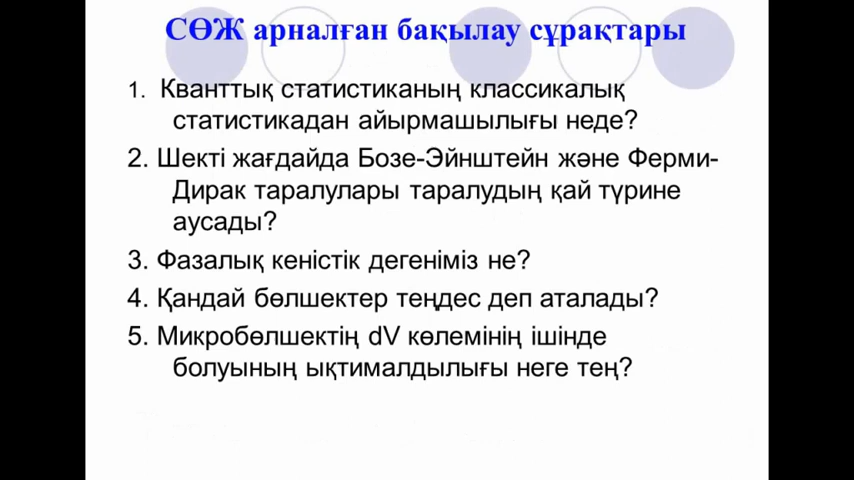 СӨЖ арналған бақылау сұрақтары
1. Кванттық статистиканың классикалық
статистикадан айырмашылығы неде?
2. Шекті жағдайда Бозе-Эйнштейн және Ферми-
Дирак таралулары таралудың қай түрине
аусады?
3. Фазалық кеністік дегеніміз не?
4. Қандай бөлшектер теңдес деп аталады?
5. Микробөлшектің dV көлемінің ішінде
болуының ықтималдылығы неге тең?